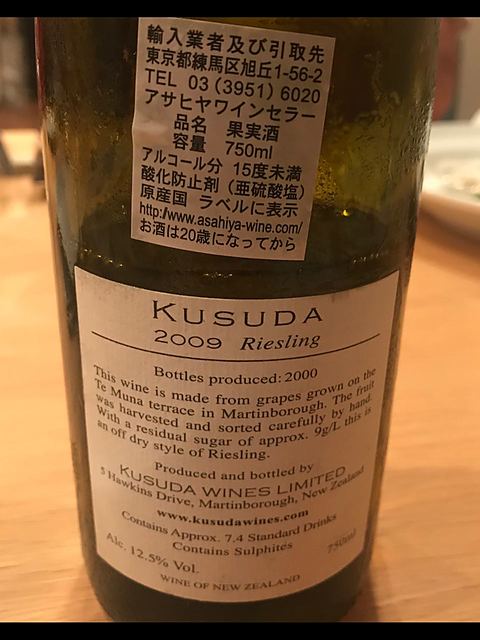 輸入業者及び引取先
東京都練馬区旭丘1-56-2
TEL 03 (3951) 6020
アサヒヤワインセラー
品名 果実酒
容量 750ml
アルコール分 15度未満
酸化防止剤（亜硫酸塩）
原産国 ラベルに表示
http://www.asahiya-wine.com/
お酒は20歳になってから
KUSUDA
2009 Riesling
Bottles produced: 2000
This wine is made from grapes grown on the
Te Muna terrace in Martinborough. The fruit
was harvested and sorted carefully by hand.
With a residual sugar of approx. 9g/L this is
an off dry style of Riesling.
Produced and bottled by
KUSUDA WINES LIMITED
5 Hawkins Drive, Martinborough, New Zealand
www.kusudawines.com
Contains Approx. 7.4 Standard Drinks
Contains Sulphites
Alc. 12.5% Vol. 750ml
WINE OF NEW ZEALAND